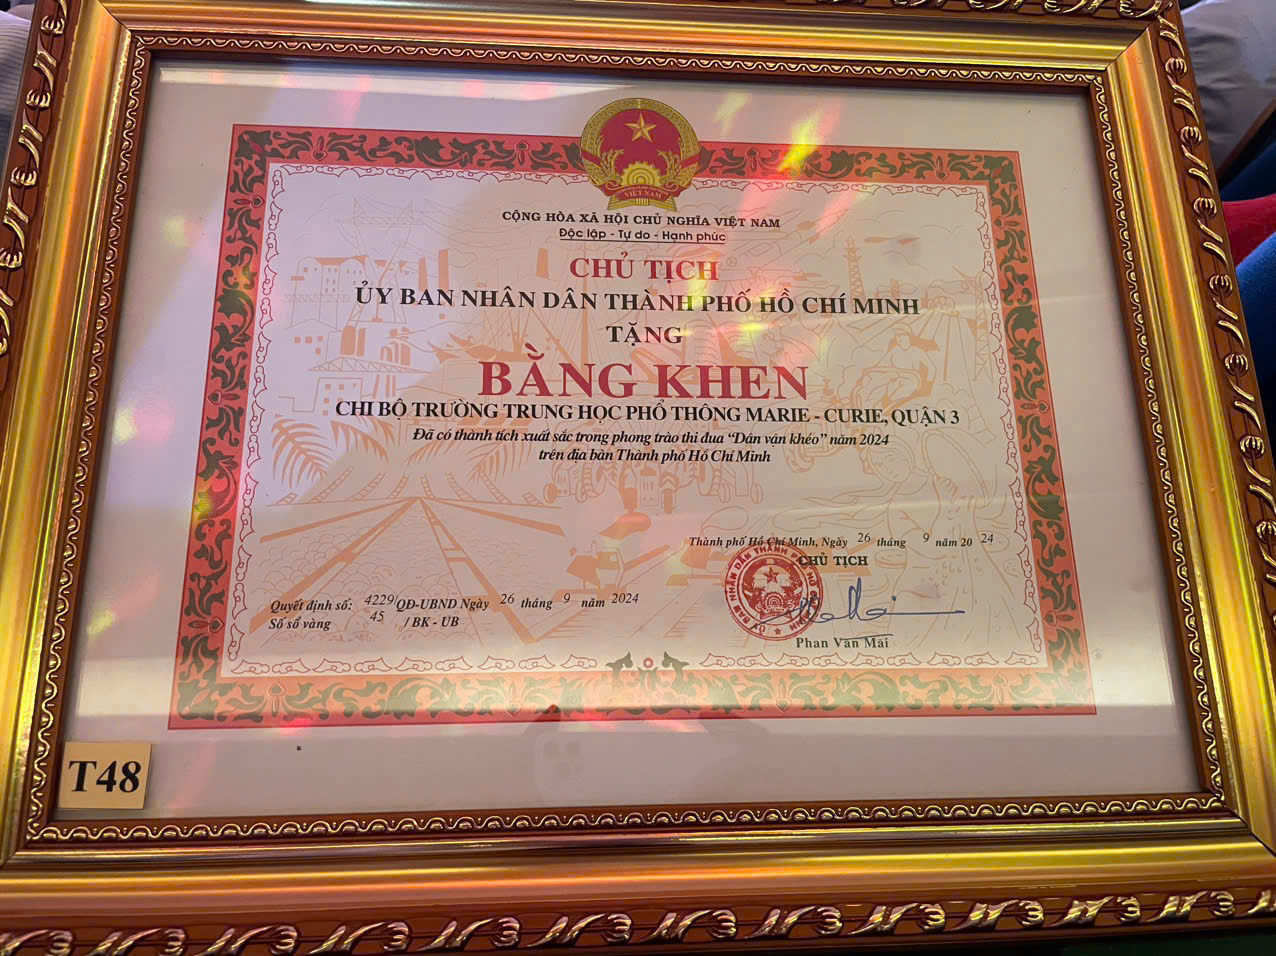 VIỆT NAM
CỘNG HÒA XÃ HỘI CHỦ NGHĨA VIỆT NAM
Độc lập - Tự do - Hạnh phúc
CHỦ TỊCH
ỦY BAN NHÂN DÂN THÀNH PHỐ HỒ CHÍ MINH
TẶNG
BẰNG KHEN
CHI BỘ TRƯỜNG TRUNG HỌC PHỔ THÔNG MARIE - CURIE, QUẬN 3
Đã có thành tích xuất sắc trong phong trào thi đua “Dân vận khéo” năm 2024
trên địa bàn Thành phố Hồ Chí Minh
Thành phố Hồ Chí Minh, Ngày 26 tháng 9 năm 2024
CHỦ TỊCH
Phan Văn Mãi
Quyết định số: 4229/QĐ-UBND Ngày 26 tháng 9 năm 2024
Số sổ vàng 45 /BK - UB
T48